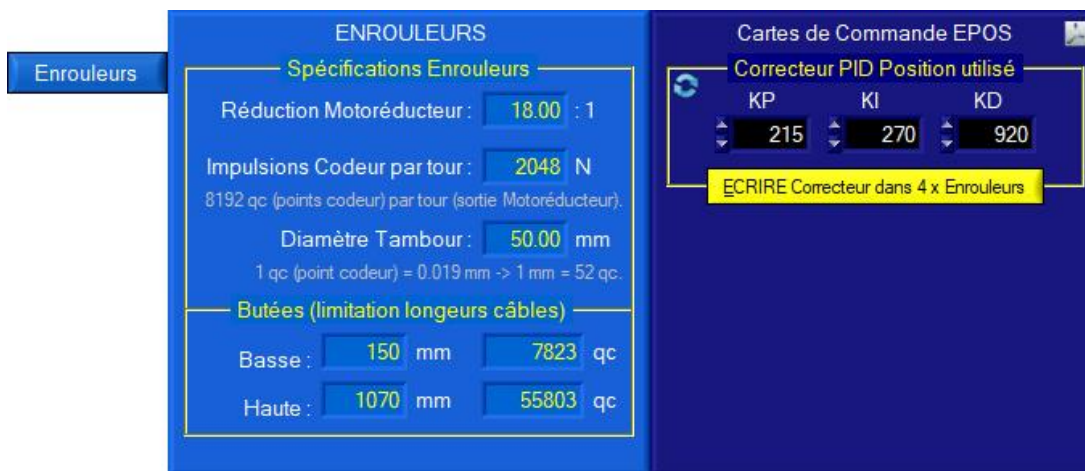 Enrouleurs
ENROULEURS
Spécifications Enrouleurs
Réduction Motoréducteur : 18.00 : 1
Impulsions Codeur par tour : 2048 N
8192 qc (points codeur) par tour (sortie Motoréducteur).
Diamètre Tambour : 50.00 mm
1 qc (point codeur) = 0.019 mm -> 1 mm = 52 qc.
Butées (limitation longeurs câbles)
Basse : 150 mm 7823 qc
Haute : 1070 mm 55803 qc
Cartes de Commande EPOS
Correcteur PID Position utilisé
KP KI KD
215 270 920
ECRIRE Correcteur dans 4 x Enrouleurs